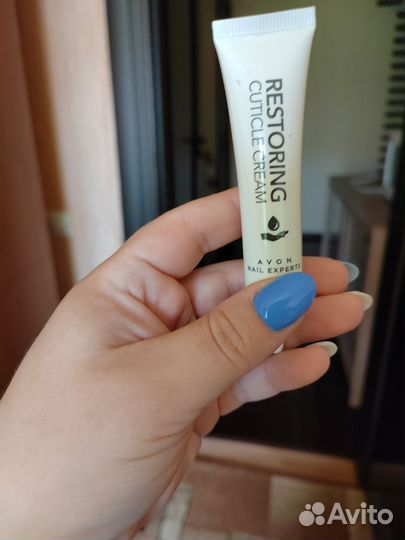 RESTORING
CUTICLE CREAM
AVON
NAIL EXPERTS
Avito